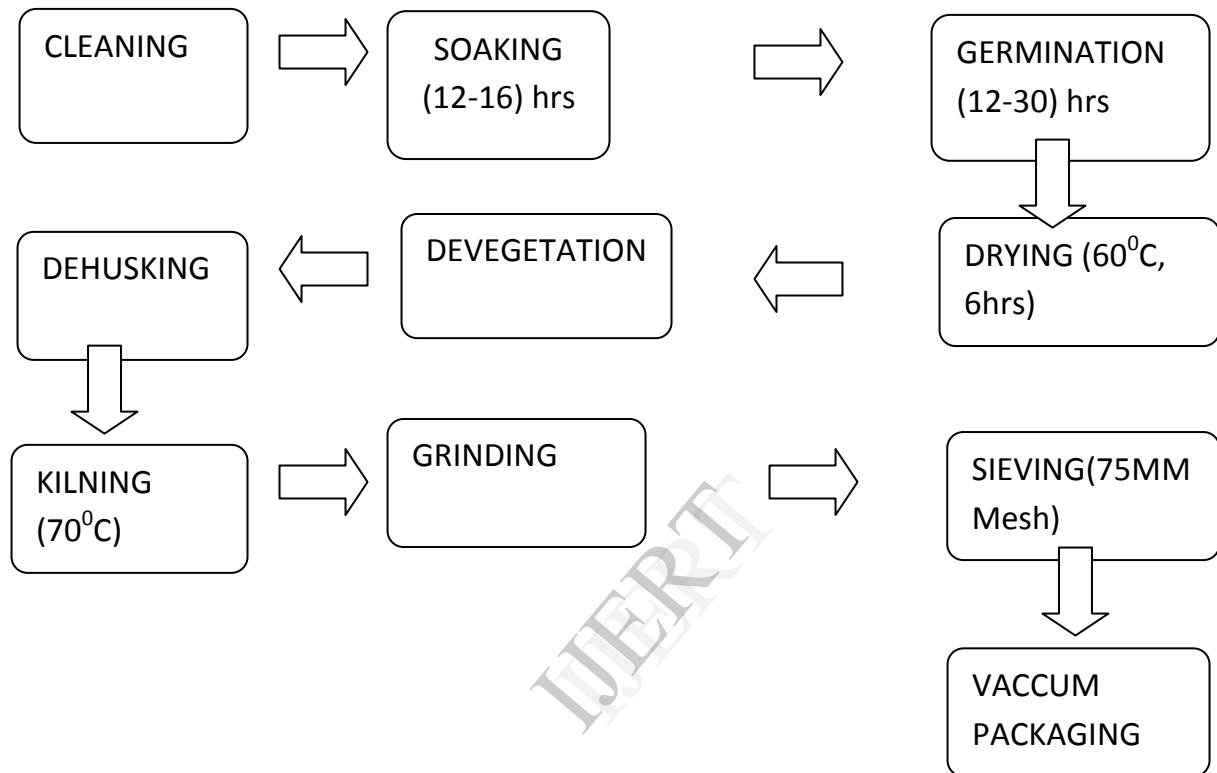 CLEANING
SOAKING
(12-16) hrs
GERMINATION
(12-30) hrs
DRYING (60⁰C,
6hrs)
DEVEGETATION
DEHUSKING
KILNING
(70⁰C)
GRINDING
SIEVING(75MM
Mesh)
VACCUM
PACKAGING
IJERT